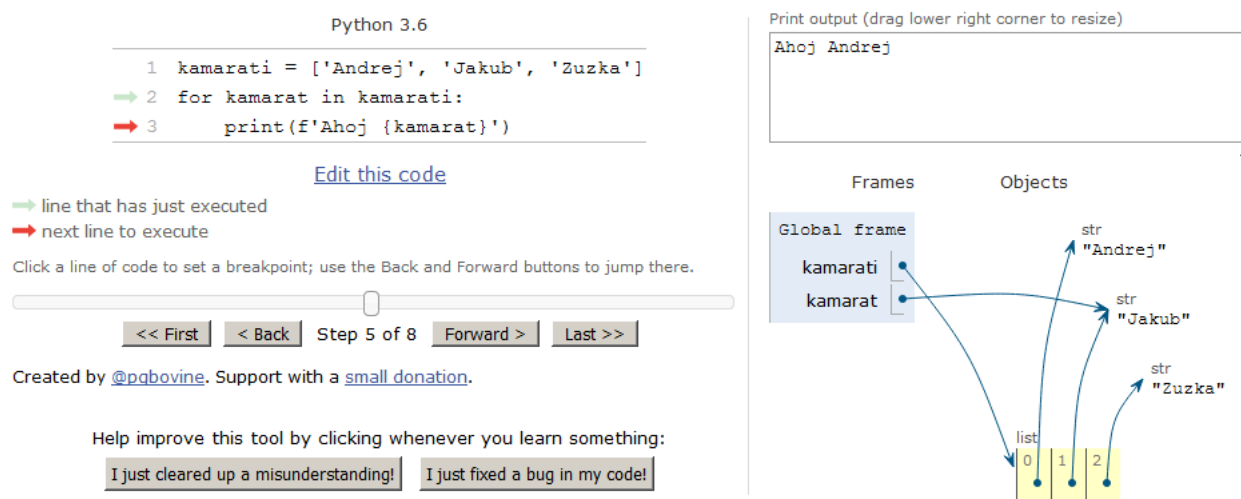 Python 3.6
1 kamarati = ['Andrej', 'Jakub', 'Zuzka']
2 for kamarat in kamarati:
3     print(f'Ahoj {kamarat}')
Edit this code
line that has just executed
next line to execute
Click a line of code to set a breakpoint; use the Back and Forward buttons to jump there.
<< First < Back Step 5 of 8 Forward > Last >>
Created by @pgbovine. Support with a small donation.
Help improve this tool by clicking whenever you learn something:
I just cleared up a misunderstanding! I just fixed a bug in my code!
Print output (drag lower right corner to resize)
Ahoj Andrej
Frames Objects
Global frame
kamarati
kamarat
str
"Andrej"
str
"Jakub"
str
"Zuzka"
list
0 1 2